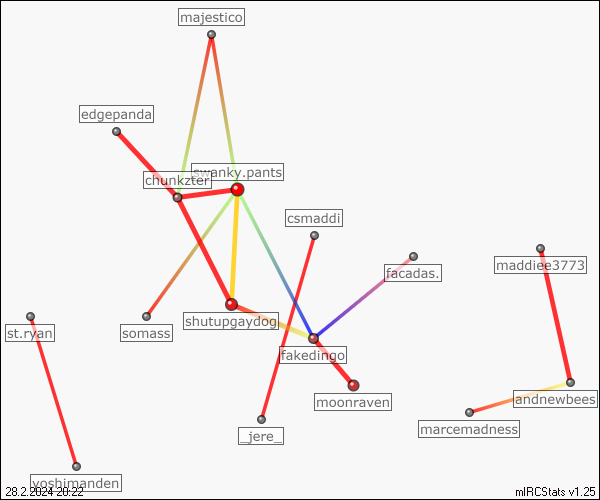 majestico
edgepanda
swanky.pants
chunkzter
csmaddi
facadas.
maddiee3773
st.ryan
somass
shutupgaydog
fakedingo
moonraven
andnewbees
marcemadness
_jere_
yoshimanden
28.2.2024 20:22
mIRCStats v1.25